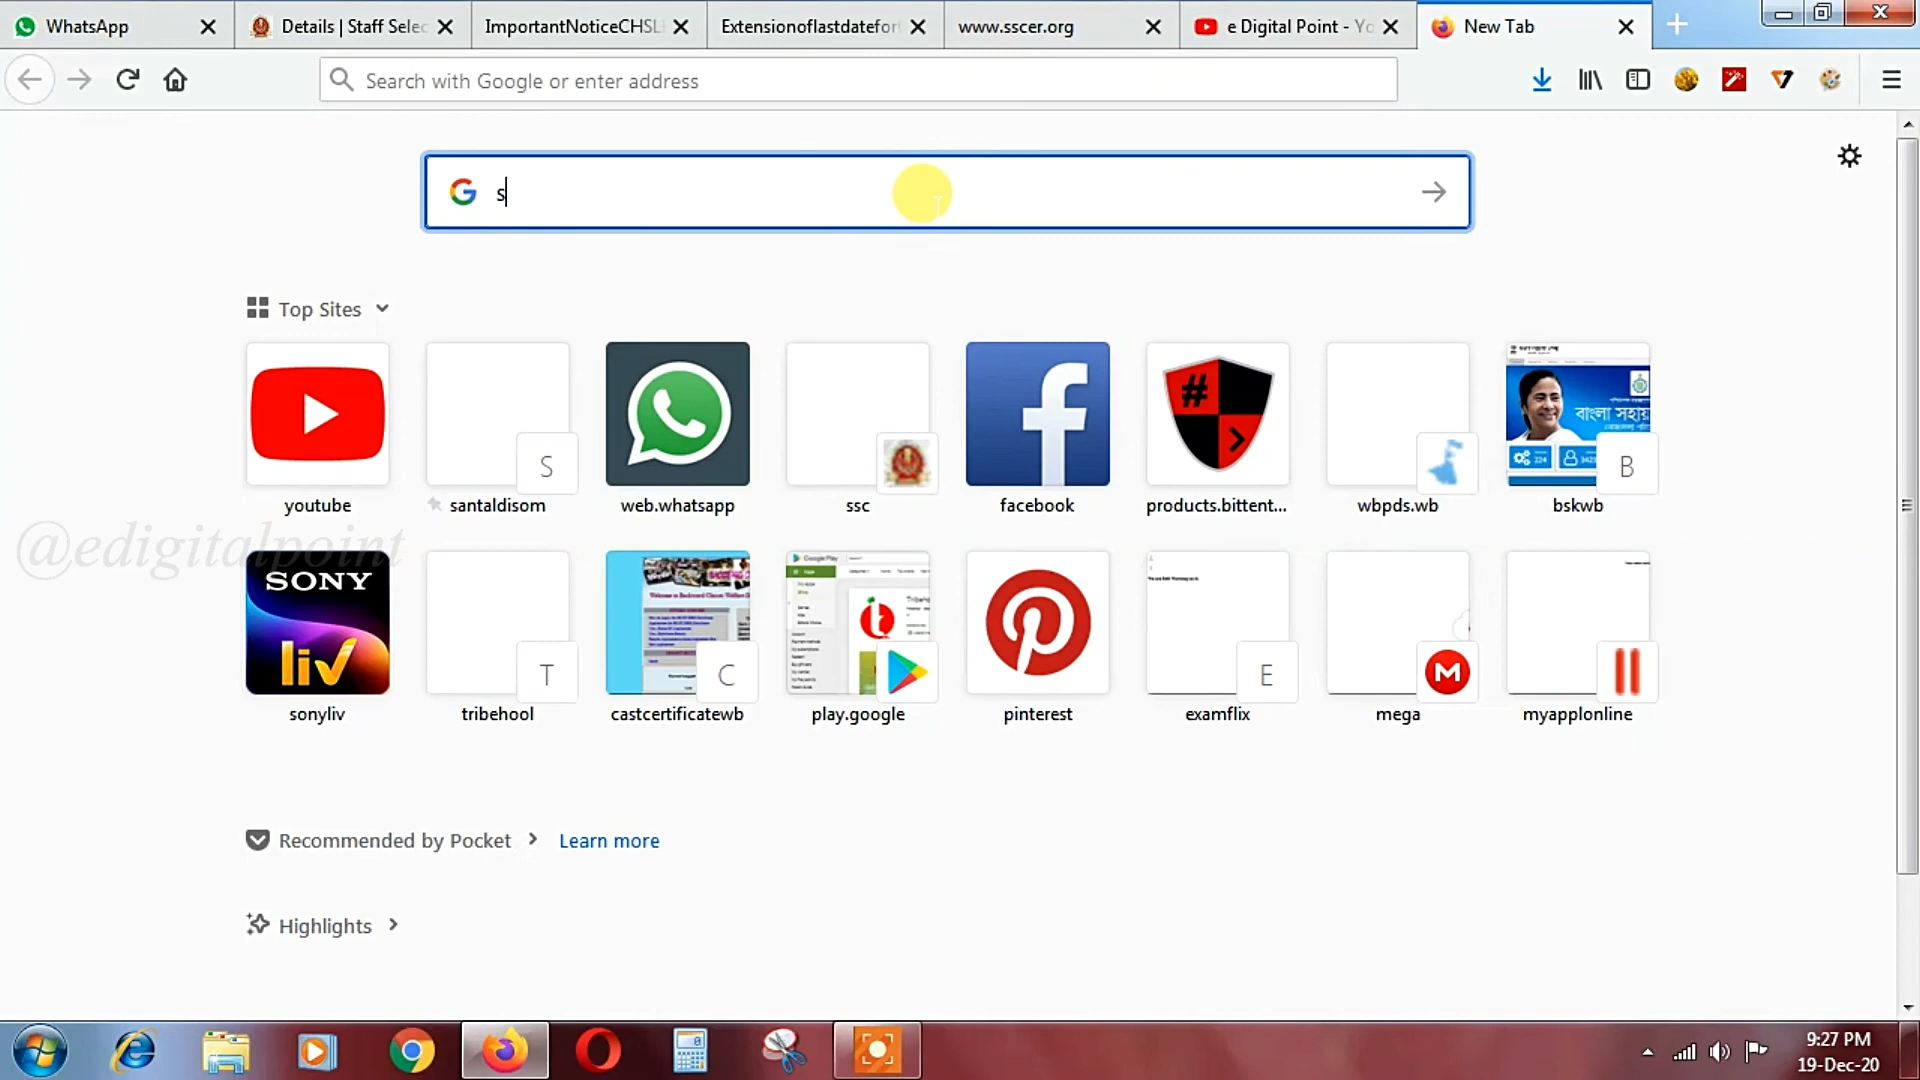 WhatsApp
Details | Staff Selec
ImportantNoticeCHSL
Extensionoflastdatefor
www.sscer.org
e Digital Point - Yo
New Tab
Search with Google or enter address
s
Top Sites
youtube
S
santaldisom
web.whatsapp
ssc
facebook
#
products.bittent...
wbpds.wb
বাংলা সহায়
224
B
bskwb
@edigitalpoint
SONY
liv
sonyliv
T
tribehool
C
castcertificatewb
Google Play
play.google
pinterest
E
examflix
M
mega
myapplonline
Recommended by Pocket
Learn more
Highlights
9:27 PM
19-Dec-20